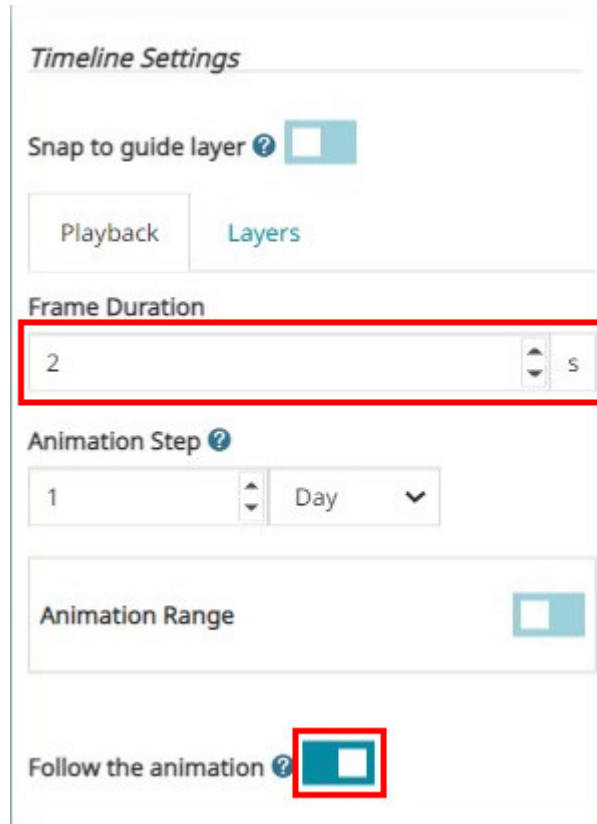 Timeline Settings
Snap to guide layer ?
Playback Layers
Frame Duration
2 s
Animation Step ?
1 Day
Animation Range
Follow the animation ?